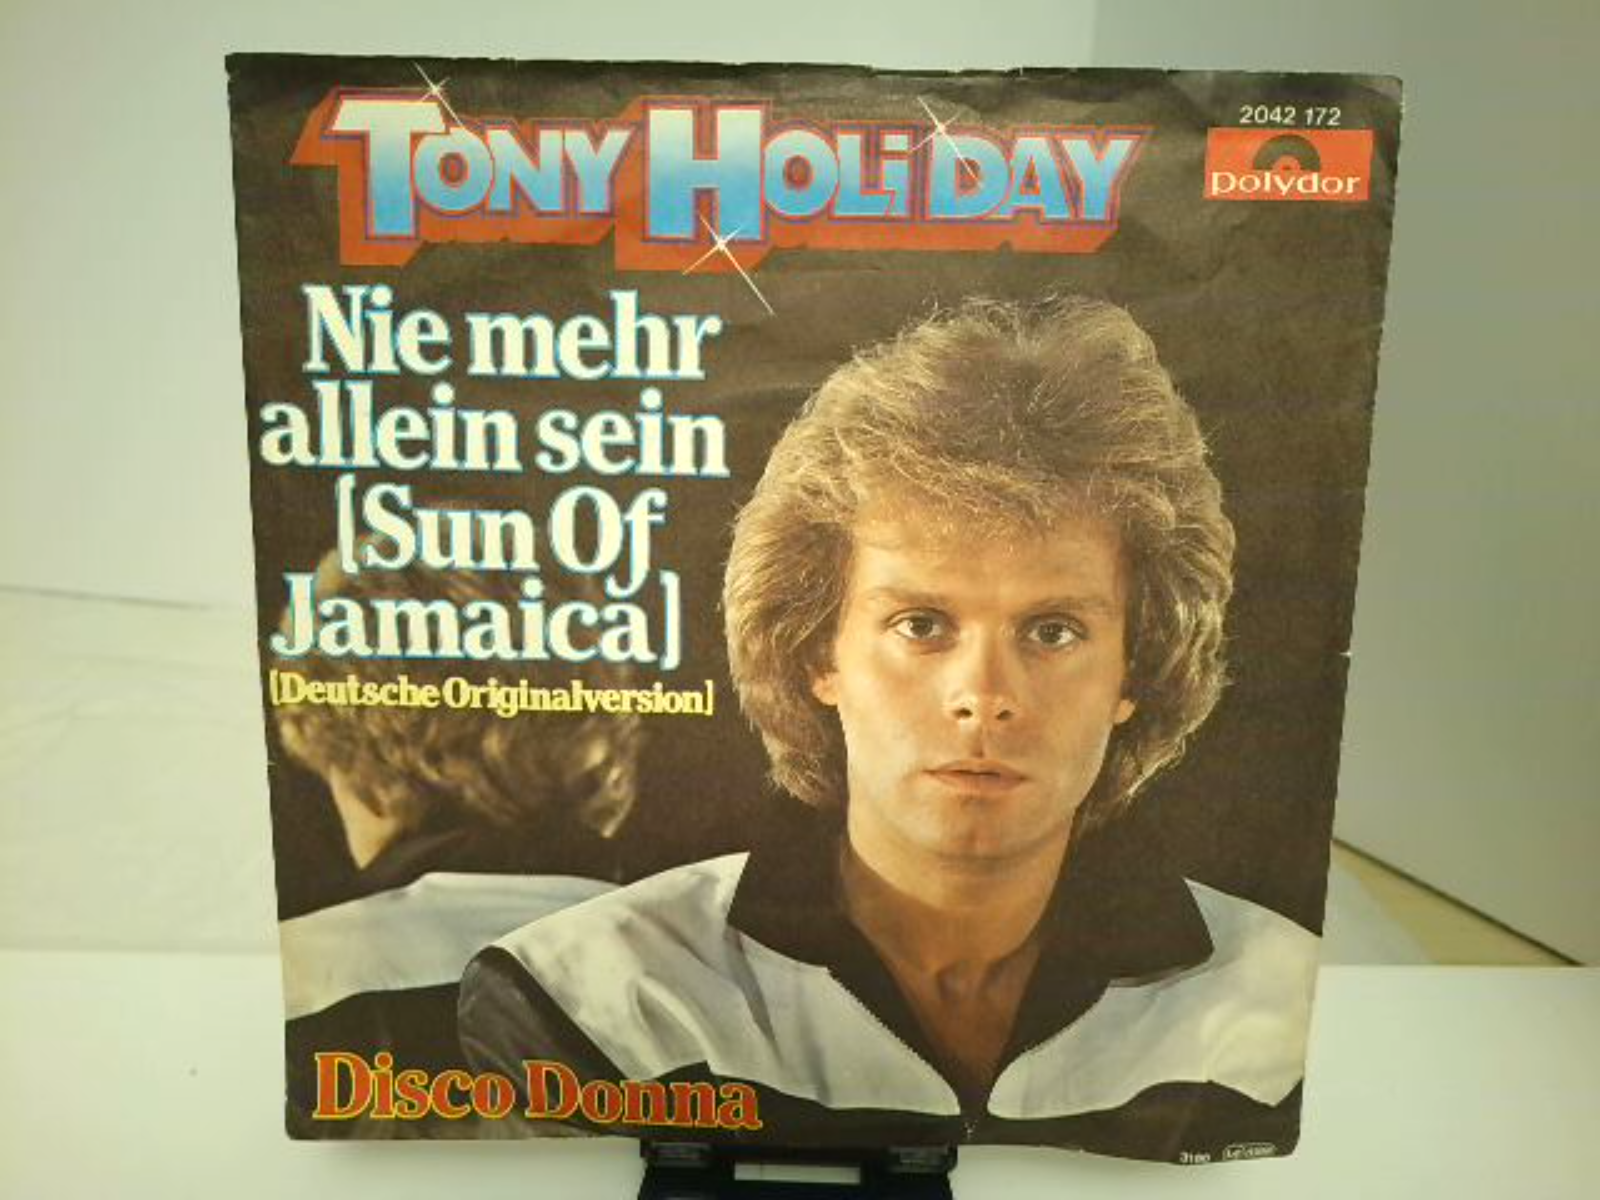 TONY HOLiDAY
2042 172
polydor
Nie mehr
allein sein
(Sun Of
Jamaica)
(Deutsche Originalversion)
Disco Donna